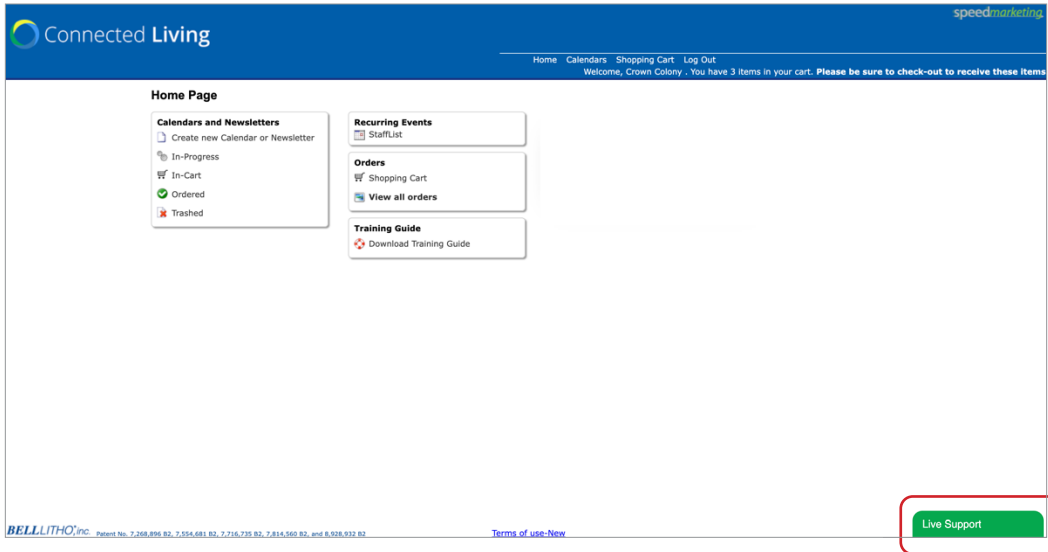 speedmarketing
Connected Living
Home Calendars Shopping Cart Log Out
Welcome, Crown Colony . You have 3 items in your cart. Please be sure to check-out to receive these items
Home Page
Calendars and Newsletters
Create new Calendar or Newsletter
In-Progress
In-Cart
Ordered
Trashed
Recurring Events
StaffList
Orders
Shopping Cart
View all orders
Training Guide
Download Training Guide
Live Support
BELLLITHO, inc. Patent No. 7,268,896 B2, 7,554,681 B2, 7,716,735 B2, 7,814,560 B2, and 8,928,932 B2
Terms of use-New